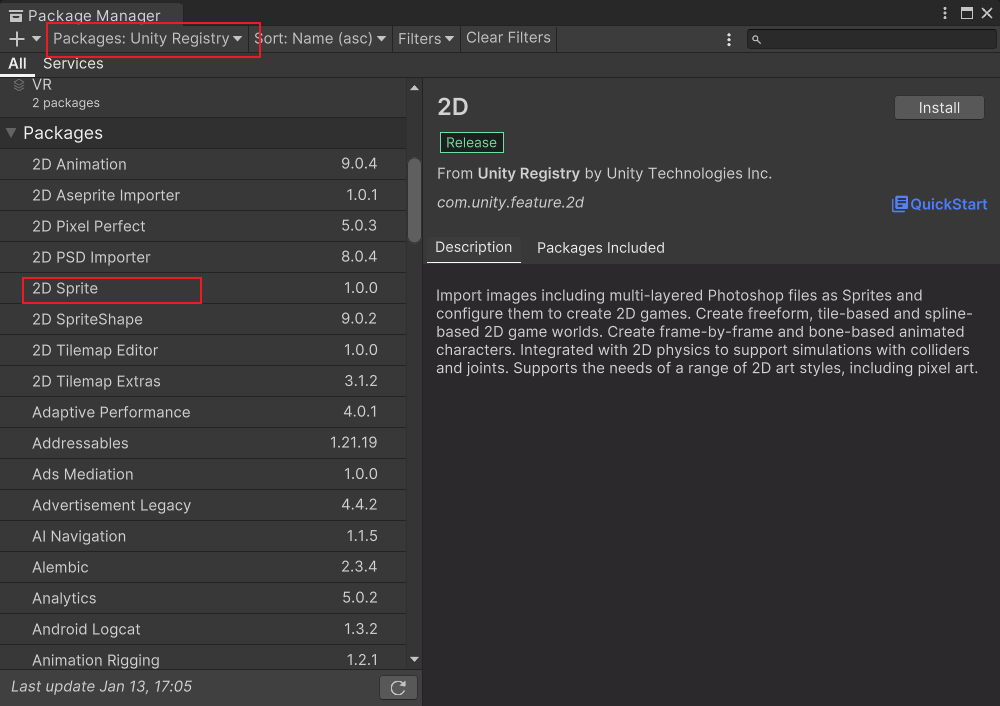 Package Manager
Packages: Unity Registry Sort: Name (asc) Filters Clear Filters
All Services
VR
2 packages
Packages
2D Animation 9.0.4
2D Aseprite Importer 1.0.1
2D Pixel Perfect 5.0.3
2D PSD Importer 8.0.4
2D Sprite 1.0.0
2D SpriteShape 9.0.2
2D Tilemap Editor 1.0.0
2D Tilemap Extras 3.1.2
Adaptive Performance 4.0.1
Addressables 1.21.19
Ads Mediation 1.0.0
Advertisement Legacy 4.4.2
AI Navigation 1.1.5
Alembic 2.3.4
Analytics 5.0.2
Android Logcat 1.3.2
Animation Rigging 1.2.1
Last update Jan 13, 17:05
2D
Install
Release
From Unity Registry by Unity Technologies Inc.
com.unity.feature.2d
QuickStart
Description Packages Included
Import images including multi-layered Photoshop files as Sprites and
configure them to create 2D games. Create freeform, tile-based and spline-
based 2D game worlds. Create frame-by-frame and bone-based animated
characters. Integrated with 2D physics to support simulations with colliders
and joints. Supports the needs of a range of 2D art styles, including pixel art.